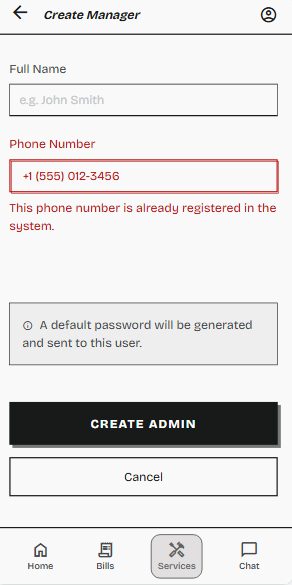 Create Manager
Full Name
e.g. John Smith
Phone Number
+1 (555) 012-3456
This phone number is already registered in the
system.
A default password will be generated
and sent to this user.
CREATE ADMIN
Cancel
Home
Bills
Services
Chat